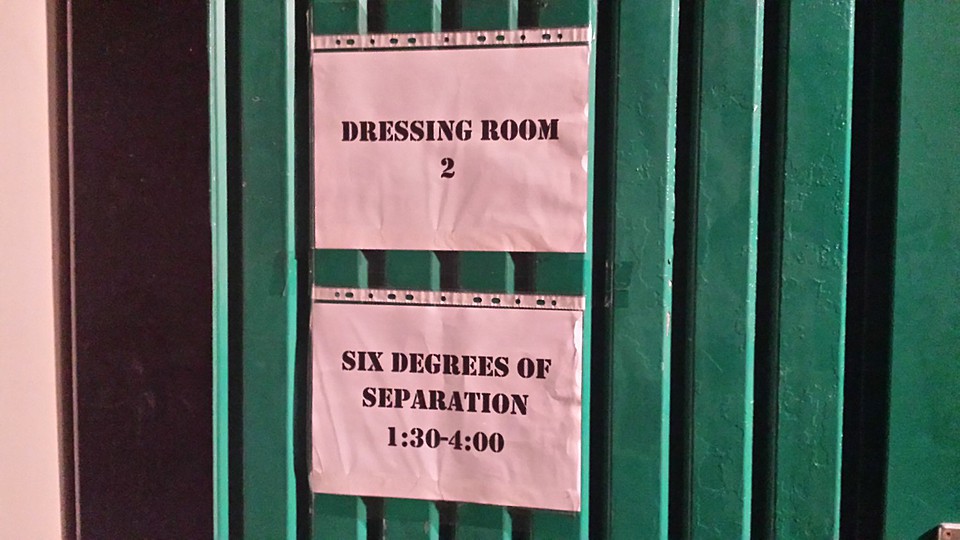 DRESSING ROOM
2
SIX DEGREES OF
SEPARATION
1:30-4:00